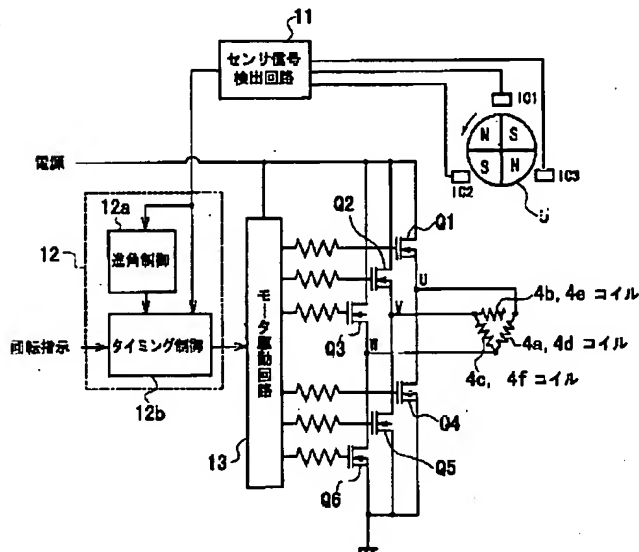 11
センサ信号
検出回路
IC1
N S
S N
IC2
IC3
電源
12a
12
進角制御
回転指示
タイミング制御
12b
モータ駆動回路
13
Q1
Q2
Q3
U
V
W
4b, 4e コイル
4a, 4d コイル
4c, 4f コイル
Q4
Q5
Q6